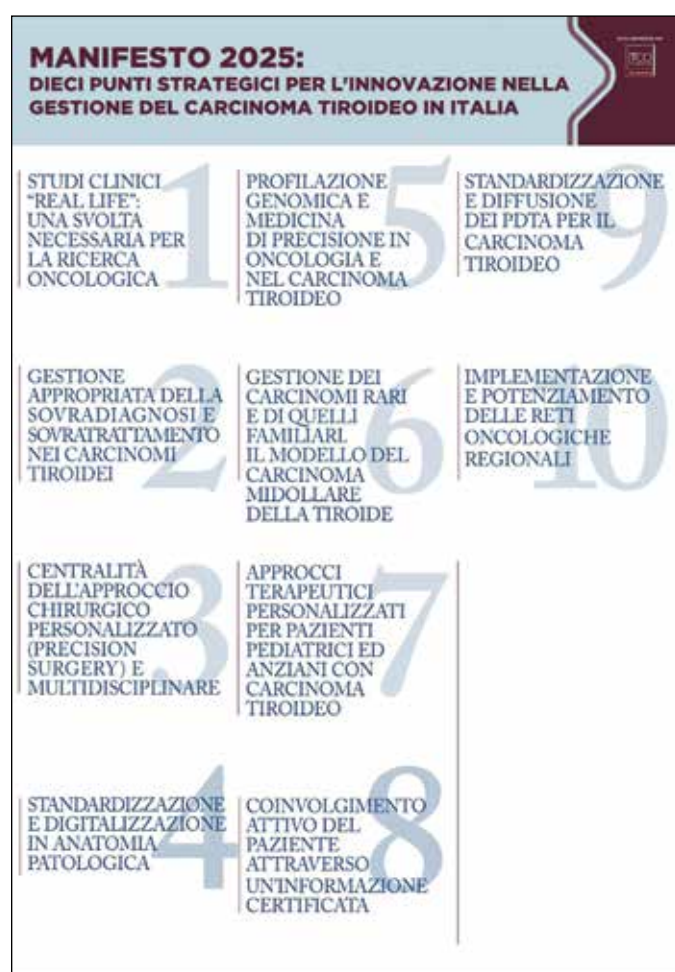 MANIFESTO 2025:
DIECI PUNTI STRATEGICI PER L'INNOVAZIONE NELLA
GESTIONE DEL CARCINOMA TIROIDEO IN ITALIA
1
STUDI CLINICI
"REAL LIFE":
UNA SVOLTA
NECESSARIA PER
LA RICERCA
ONCOLOGICA
2
GESTIONE
APPROPRIATA DELLA
SOVRADIAGNOSI E
SOVRATRATTAMENTO
NEI CARCINOMI
TIROIDEI
3
CENTRALITÀ
DELL'APPROCCIO
CHIRURGICO
PERSONALIZZATO
(PRECISION
SURGERY) E
MULTIDISCIPLINARE
4
STANDARDIZZAZIONE
E DIGITALIZZAZIONE
IN ANATOMIA
PATOLOGICA
5
PROFILAZIONE
GENOMICA E
MEDICINA
DI PRECISIONE IN
ONCOLOGIA E
NEL CARCINOMA
TIROIDEO
6
GESTIONE DEI
CARCINOMI RARI
E DI QUELLI
FAMILIARI.
IL MODELLO DEL
CARCINOMA
MIDOLLARE
DELLA TIROIDE
7
APPROCCI
TERAPEUTICI
PERSONALIZZATI
PER PAZIENTI
PEDIATRICI ED
ANZIANI CON
CARCINOMA
TIROIDEO
8
COINVOLGIMENTO
ATTIVO DEL
PAZIENTE
ATTRAVERSO
UN'INFORMAZIONE
CERTIFICATA
9
STANDARDIZZAZIONE
E DIFFUSIONE
DEI PDTA PER IL
CARCINOMA
TIROIDEO
10
IMPLEMENTAZIONE
E POTENZIAMENTO
DELLE RETI
ONCOLOGICHE
REGIONALI